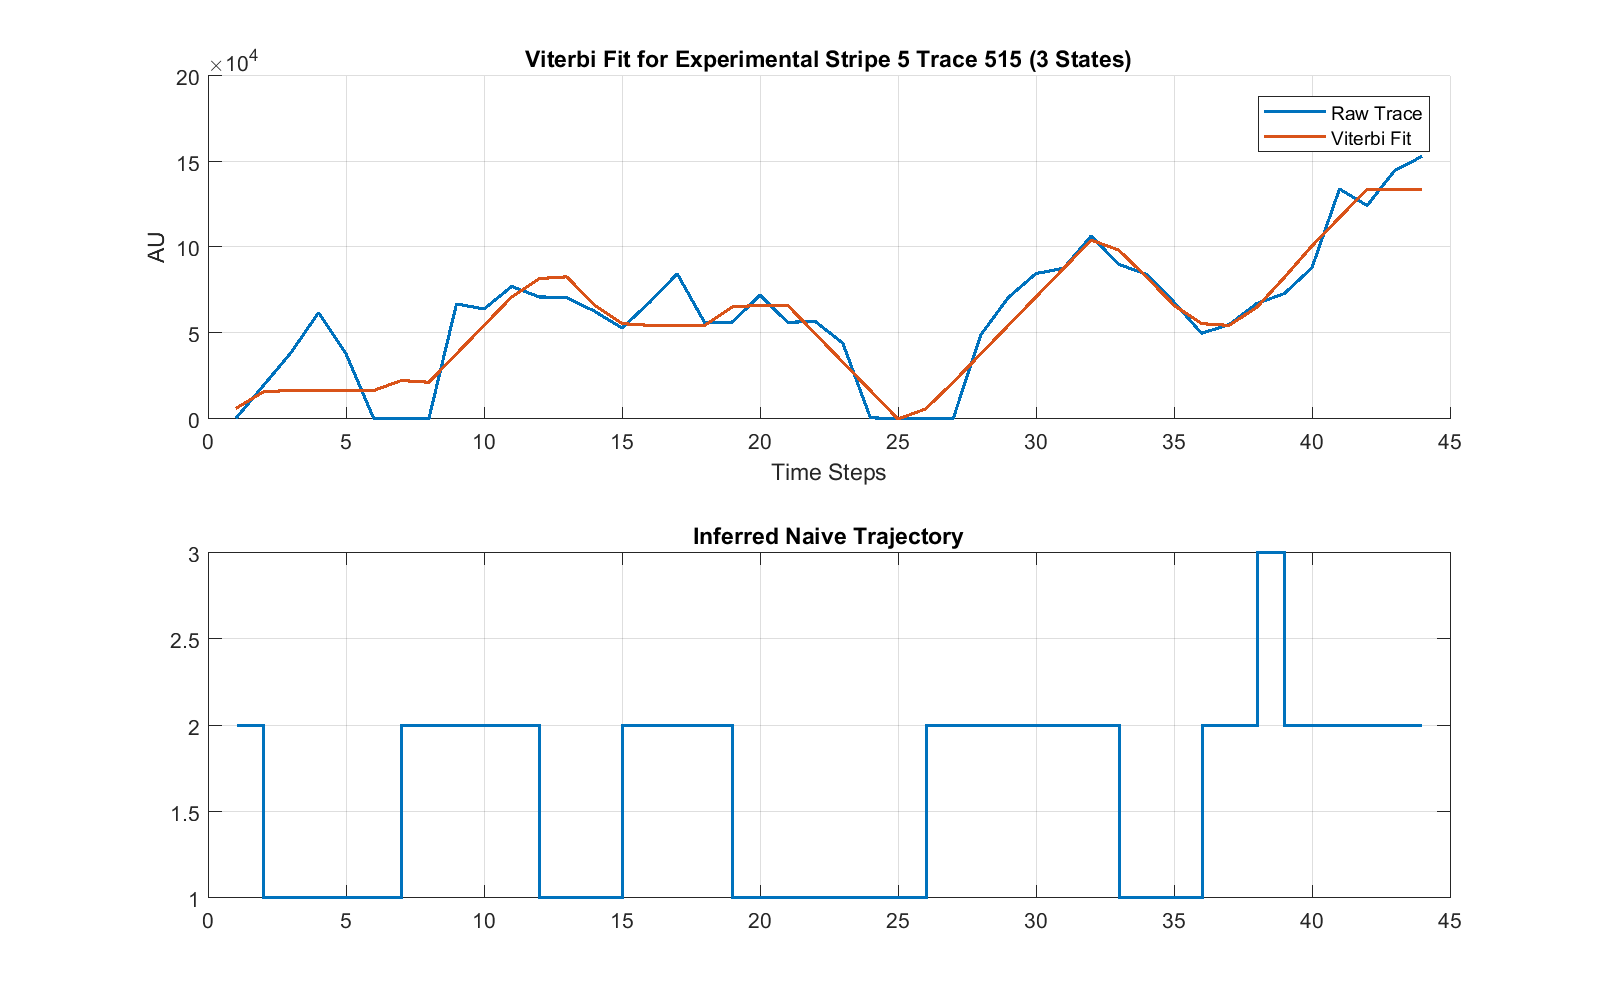 Viterbi Fit for Experimental Stripe 5 Trace 515 (3 States)
×10⁴
20
15
10
5
0
AU
Raw Trace
Viterbi Fit
0 5 10 15 20 25 30 35 40 45
Time Steps
Inferred Naive Trajectory
3
2.5
2
1.5
1
0 5 10 15 20 25 30 35 40 45